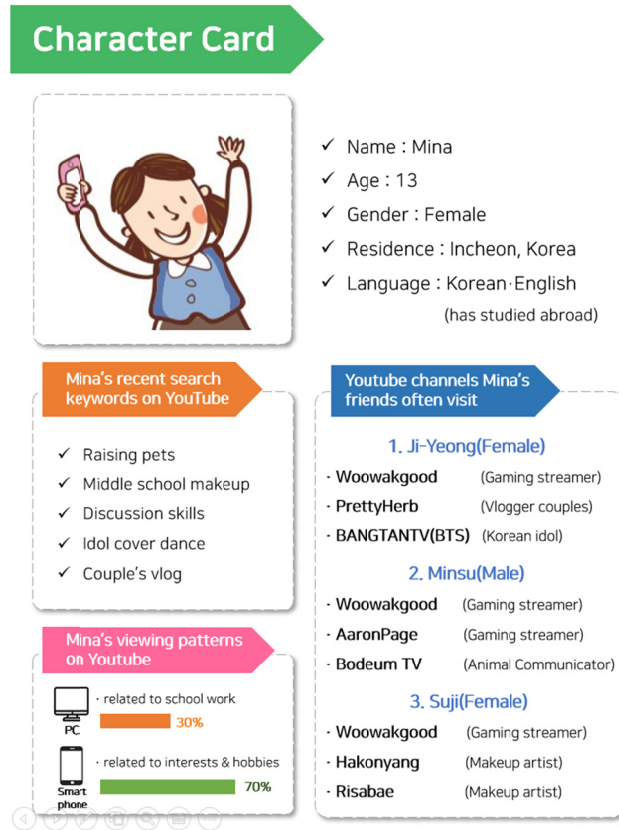 Character Card
Name : Mina
Age : 13
Gender : Female
Residence : Incheon, Korea
Language : Korean·English
(has studied abroad)
Mina's recent search
keywords on YouTube
Raising pets
Middle school makeup
Discussion skills
Idol cover dance
Couple's vlog
Mina's viewing patterns
on Youtube
· related to school work
30%
PC
· related to interests & hobbies
70%
Smart
phone
Youtube channels Mina's
friends often visit
1. Ji-Yeong(Female)
· Woowakgood (Gaming streamer)
· PrettyHerb (Vlogger couples)
· BANGTANTV(BTS) (Korean idol)
2. Minsu(Male)
· Woowakgood (Gaming streamer)
· AaronPage (Gaming streamer)
· Bodeum TV (Animal Communicator)
3. Suji(Female)
· Woowakgood (Gaming streamer)
· Hakonyang (Makeup artist)
· Risabae (Makeup artist)